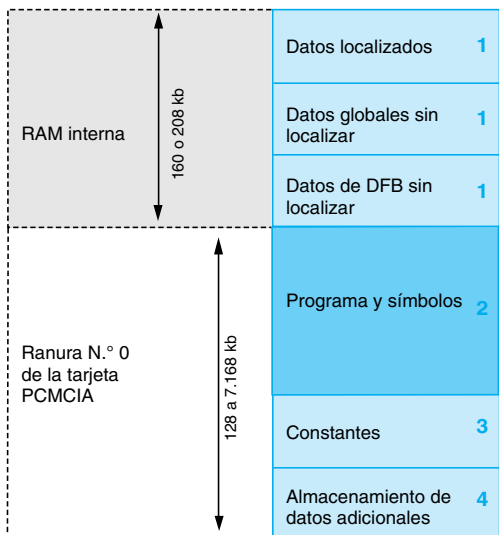 Datos localizados 1
RAM interna
160 o 208 kb
Datos globales sin
localizar
1
Datos de DFB sin
localizar
1
Programa y símbolos 2
Ranura N.° 0
de la tarjeta
PCMCIA
128 a 7.168 kb
Constantes 3
Almacenamiento de
datos adicionales
4